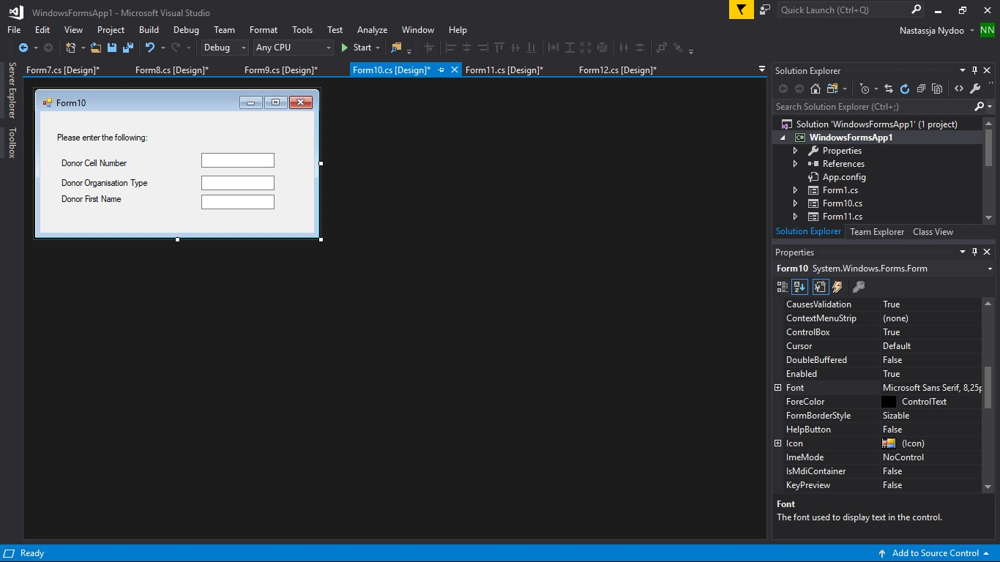 WindowsFormsApp1 - Microsoft Visual Studio
Quick Launch (Ctrl+Q)
File Edit View Project Build Debug Team Format Tools Test Analyze Window Help
Nastassja Nydoo NN
Debug Any CPU Start
Form7.cs [Design]* Form8.cs [Design]* Form9.cs [Design]* Form10.cs [Design]* Form11.cs [Design]* Form12.cs [Design]*
Server Explorer
Toolbox
Form10
Please enter the following:
Donor Cell Number
Donor Organisation Type
Donor First Name
Solution Explorer
Search Solution Explorer (Ctrl+;)
Solution 'WindowsFormsApp1' (1 project)
C# WindowsFormsApp1
Properties
References
App.config
Form1.cs
Form10.cs
Form11.cs
Solution Explorer Team Explorer Class View
Properties
Form10 System.Windows.Forms.Form
CausesValidation True
ContextMenuStrip (none)
ControlBox True
Cursor Default
DoubleBuffered False
Enabled True
Font Microsoft Sans Serif, 8,25p
ForeColor ControlText
FormBorderStyle Sizable
HelpButton False
Icon (Icon)
ImeMode NoControl
IsMdiContainer False
KeyPreview False
Font
The font used to display text in the control.
Ready Add to Source Control